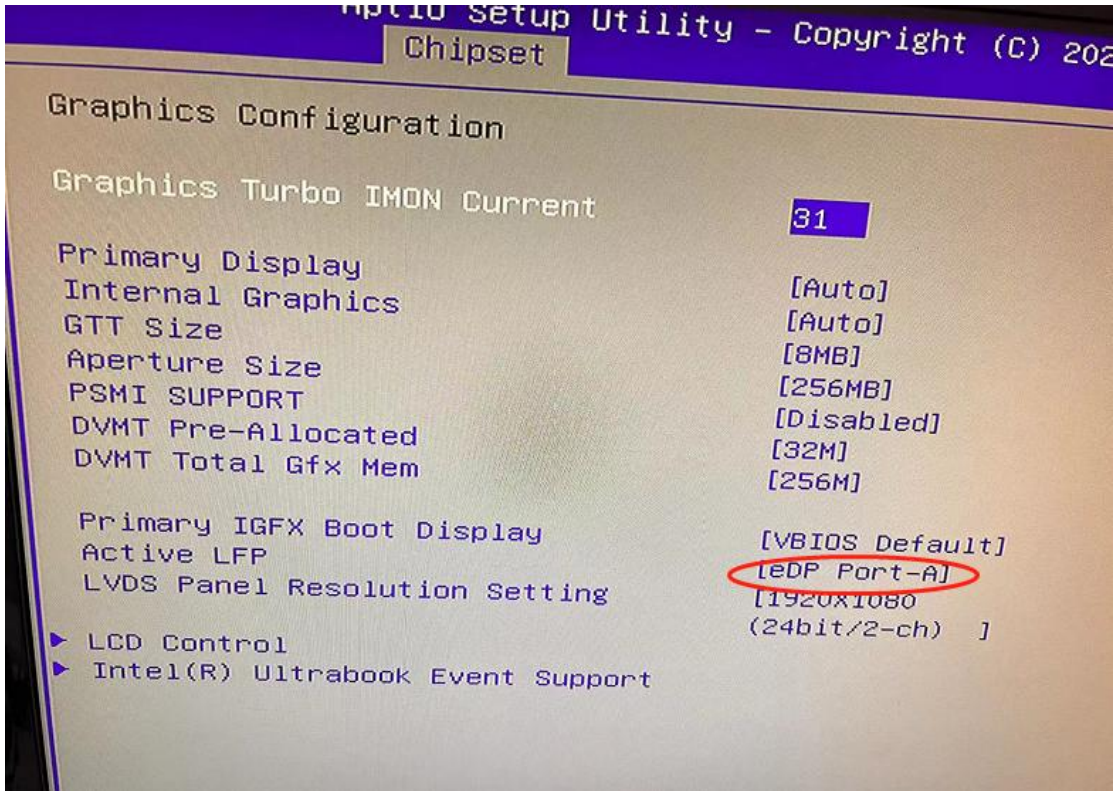 Aptio Setup Utility – Copyright (C) 202
Chipset
Graphics Configuration
Graphics Turbo IMON Current 31
Primary Display [Auto]
Internal Graphics [Auto]
GTT Size [8MB]
Aperture Size [256MB]
PSMI SUPPORT [Disabled]
DVMT Pre-Allocated [32M]
DVMT Total Gfx Mem [256M]
Primary IGFX Boot Display [VBIOS Default]
Active LFP [eDP Port-A]
LVDS Panel Resolution Setting [1920X1080
(24bit/2-ch) ]
LCD Control
Intel(R) Ultrabook Event Support